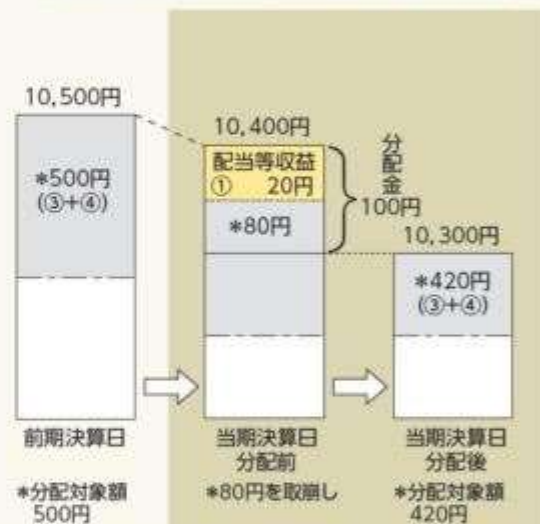 10,500円
*500円
(③+④)
前期決算日
*分配対象額
500円
10,400円
配当等収益
① 20円
*80円
分配金
100円
当期決算日
分配前
*80円を取崩し
10,300円
*420円
(③+④)
当期決算日
分配後
*分配対象額
420円